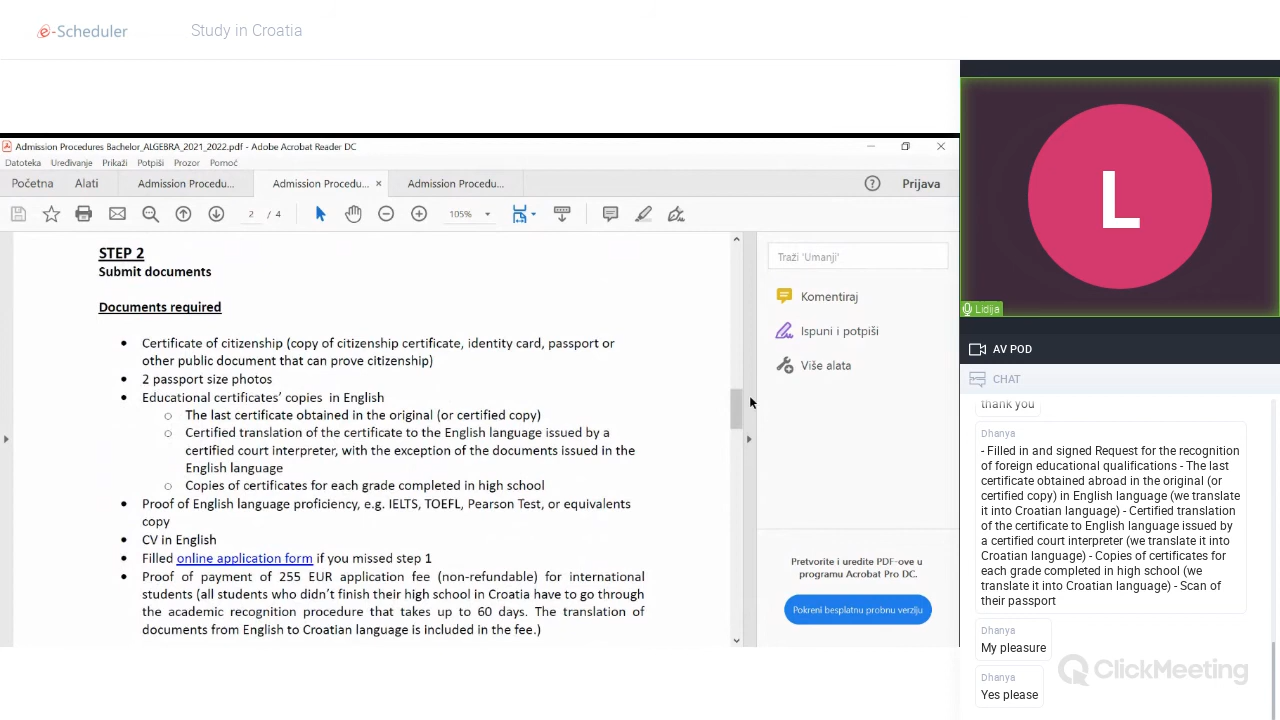 e-Scheduler
Study in Croatia
Admission Procedures Bachelor_ALGEBRA_2021_2022.pdf - Adobe Acrobat Reader DC
Datoteka Uređivanje Prikaži Potpiši Prozor Pomoć
Početna Alati Admission Procedu... Admission Procedu... × Admission Procedu... Prijava
2 / 4 105%
STEP 2
Submit documents
Documents required
• Certificate of citizenship (copy of citizenship certificate, identity card, passport or
other public document that can prove citizenship)
• 2 passport size photos
• Educational certificates’ copies in English
○ The last certificate obtained in the original (or certified copy)
○ Certified translation of the certificate to the English language issued by a
certified court interpreter, with the exception of the documents issued in the
English language
○ Copies of certificates for each grade completed in high school
• Proof of English language proficiency, e.g. IELTS, TOEFL, Pearson Test, or equivalents
copy
• CV in English
• Filled online application form if you missed step 1
• Proof of payment of 255 EUR application fee (non-refundable) for international
students (all students who didn’t finish their high school in Croatia have to go through
the academic recognition procedure that takes up to 60 days. The translation of
documents from English to Croatian language is included in the fee.)
Traži 'Umanji'
Komentiraj
Ispuni i potpiši
Više alata
Pretvorite i uredite PDF-ove u
programu Acrobat Pro DC.
Pokreni besplatnu probnu verziju
L
Lidija
AV POD
CHAT
thank you
Dhanya
- Filled in and signed Request for the recognition
of foreign educational qualifications - The last
certificate obtained abroad in the original (or
certified copy) in English language (we translate
it into Croatian language) - Certified translation
of the certificate to English language issued by
a certified court interpreter (we translate it into
Croatian language) - Copies of certificates for
each grade completed in high school (we
translate it into Croatian language) - Scan of
their passport
Dhanya
My pleasure
Dhanya
Yes please
ClickMeeting